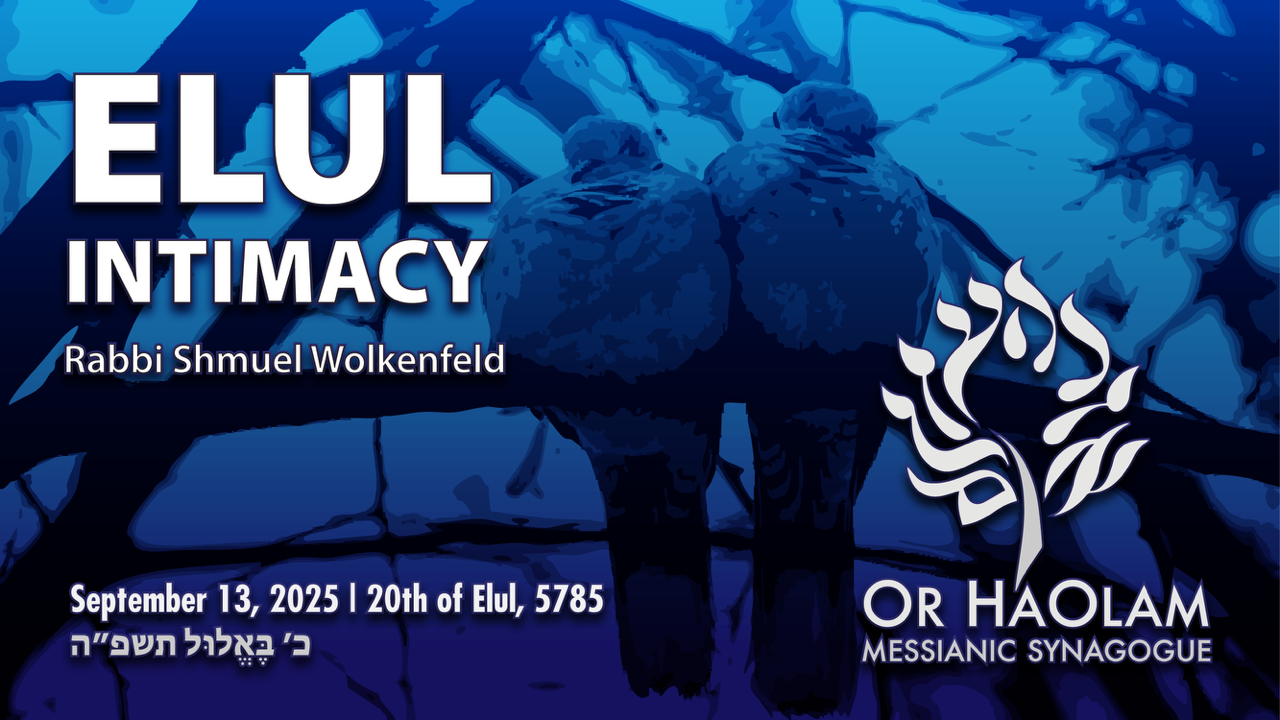 ELUL
INTIMACY
Rabbi Shmuel Wolkenfeld
September 13, 2025 | 20th of Elul, 5785
כ׳ בֶּאֱלוּל תשפ״ה
OR HAOLAM
MESSIANIC SYNAGOGUE